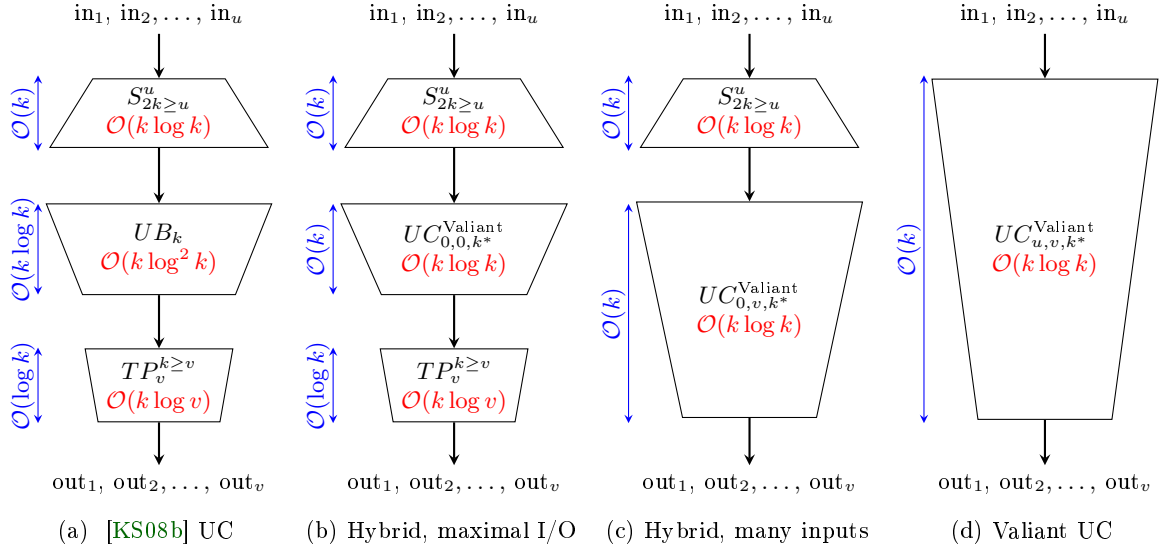 in₁, in₂,…, inᵤ
O(k)
S^u_{2k≥u}
O(k log k)
O(k log k)
UB_k
O(k log² k)
O(log k)
TP^{k≥v}_v
O(k log v)
out₁, out₂,…, outᵥ
(a) [KS08b] UC
in₁, in₂,…, inᵤ
O(k)
S^u_{2k≥u}
O(k log k)
O(k)
UC^{Valiant}_{0,0,k*}
O(k log k)
O(log k)
TP^{k≥v}_v
O(k log v)
out₁, out₂,…, outᵥ
(b) Hybrid, maximal I/O
in₁, in₂,…, inᵤ
O(k)
S^u_{2k≥u}
O(k log k)
O(k)
UC^{Valiant}_{0,v,k*}
O(k log k)
out₁, out₂,…, outᵥ
(c) Hybrid, many inputs
in₁, in₂,…, inᵤ
O(k)
UC^{Valiant}_{u,v,k*}
O(k log k)
out₁, out₂,…, outᵥ
(d) Valiant UC